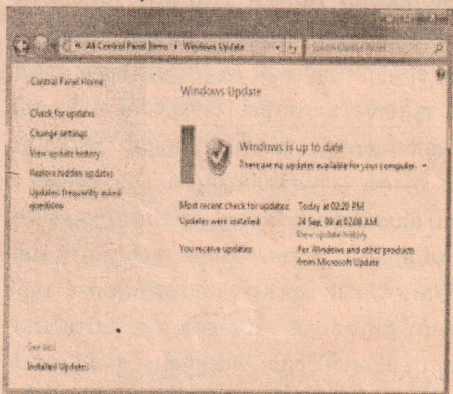 All Control Panel Items ▸ Windows Update
Search Control Panel
Control Panel Home
Check for updates
Change settings
View update history
Restore hidden updates
Updates: frequently asked
questions
See also
Installed Updates
Windows Update
Windows is up to date
There are no updates available for your computer.
Most recent check for updates: Today at 02:20 PM
Updates were installed: 24 Sep, 09 at 02:08 AM.
View update history
You receive updates: For Windows and other products
from Microsoft Update